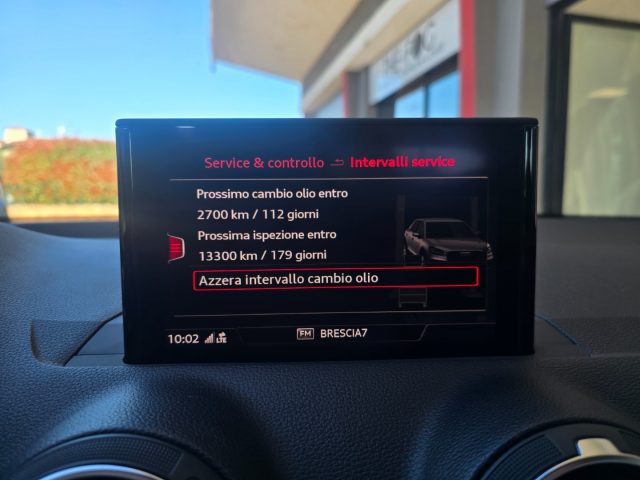 Service & controllo Intervalli service
Prossimo cambio olio entro
2700 km / 112 giorni
Prossima ispezione entro
13300 km / 179 giorni
Azzera intervallo cambio olio
10:02 LTE FM BRESCIA7